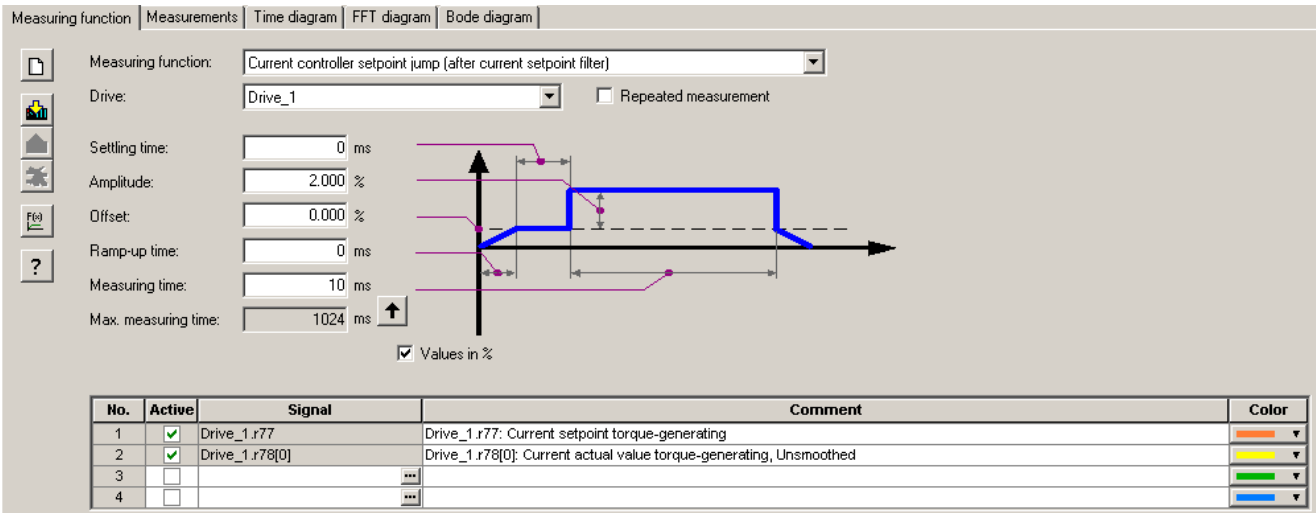 Measuring function Measurements Time diagram FFT diagram Bode diagram
Measuring function: Current controller setpoint jump (after current setpoint filter)
Drive: Drive_1 Repeated measurement
Settling time: 0 ms
Amplitude: 2.000 %
Offset: 0.000 %
F(x)
Ramp-up time: 0 ms
?
Measuring time: 10 ms
Max. measuring time: 1024 ms
Values in %
No. Active Signal Comment Color
1 Drive_1.r77 Drive_1.r77: Current setpoint torque-generating
2 Drive_1.r78[0] Drive_1.r78[0]: Current actual value torque-generating, Unsmoothed
3 ...
4 ...